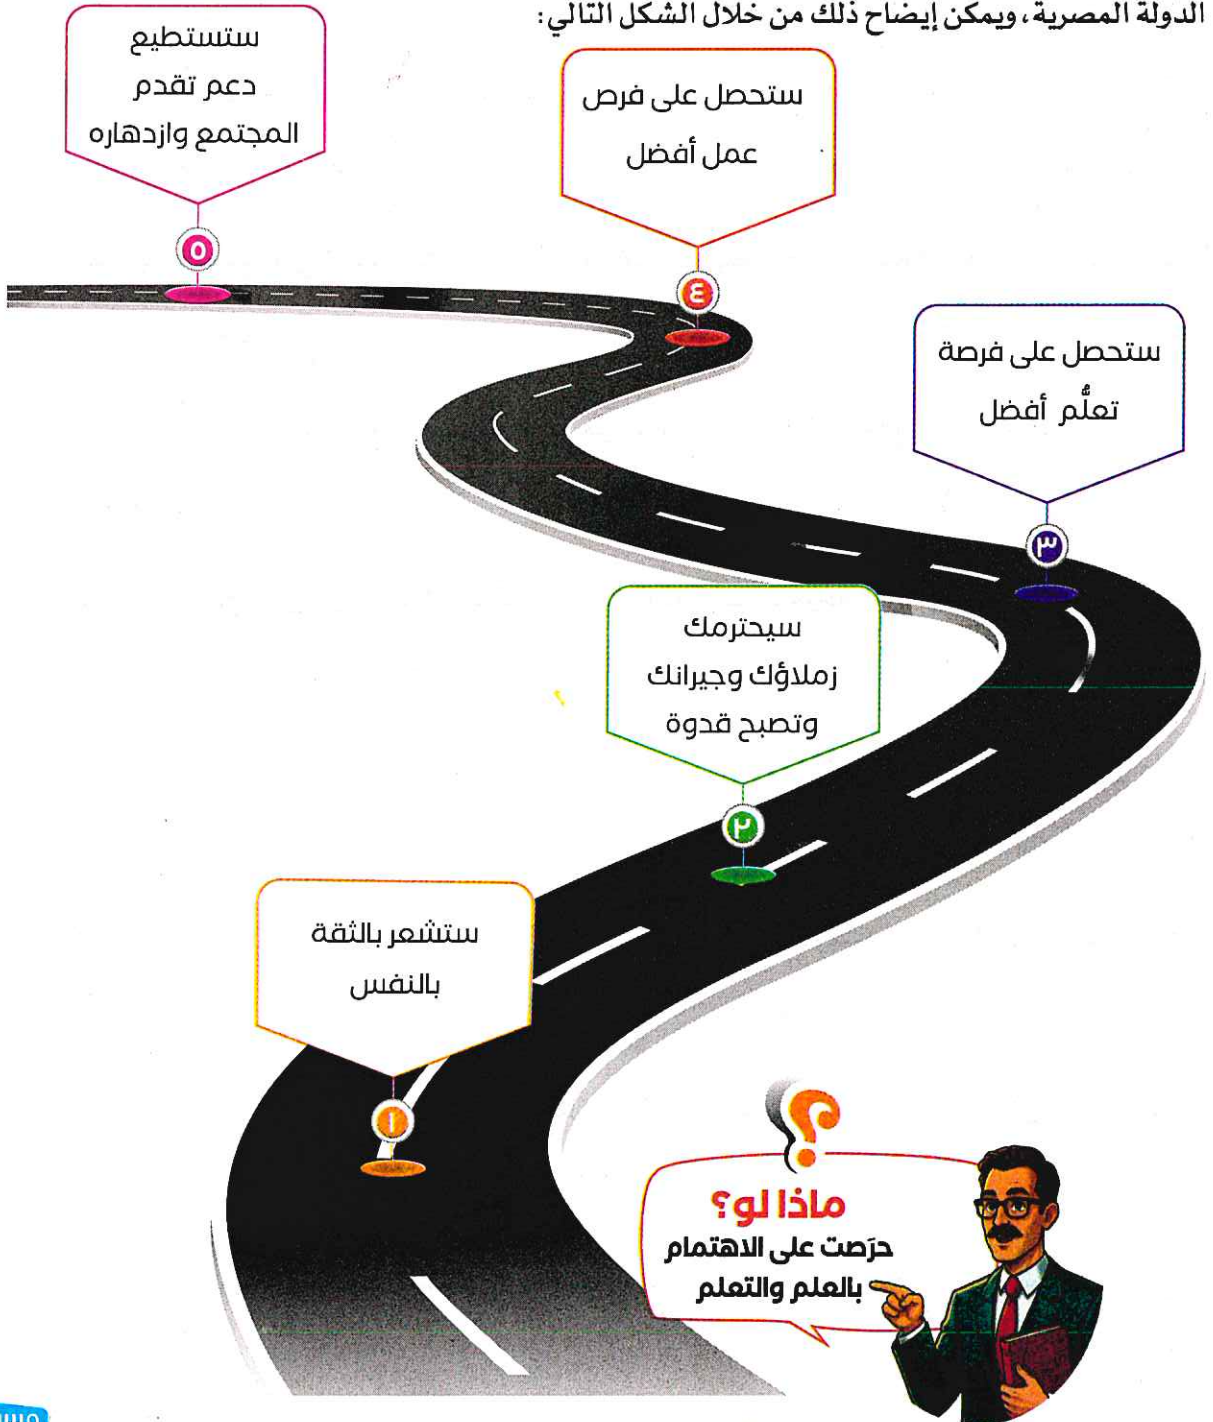 الدولة المصرية، ويمكن إيضاح ذلك من خلال الشكل التالي:
ستستطيع
دعم تقدم
المجتمع وازدهاره
٥
ستحصل على فرص
عمل أفضل
٤
ستحصل على فرصة
تعلُّم أفضل
٣
سيحترمك
زملاؤك وجيرانك
وتصبح قدوة
٢
ستشعر بالثقة
بالنفس
١
؟
ماذا لو؟
حرَصت على الاهتمام
بالعلم والتعلم